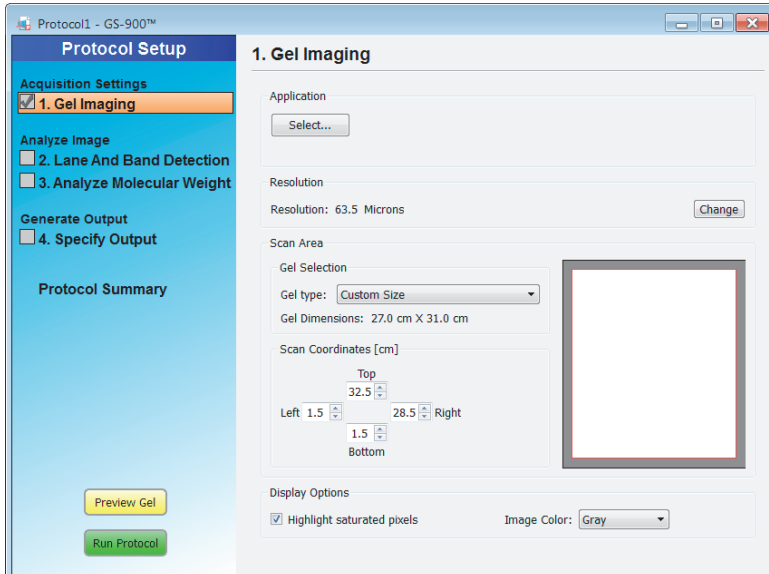 Protocol1 - GS-900™
Protocol Setup
Acquisition Settings
1. Gel Imaging
Analyze Image
2. Lane And Band Detection
3. Analyze Molecular Weight
Generate Output
4. Specify Output
Protocol Summary
Preview Gel
Run Protocol
1. Gel Imaging
Application
Select...
Resolution
Resolution: 63.5 Microns
Change
Scan Area
Gel Selection
Gel type: Custom Size
Gel Dimensions: 27.0 cm X 31.0 cm
Scan Coordinates [cm]
Top
32.5
Left 1.5 28.5 Right
1.5
Bottom
Display Options
Highlight saturated pixels Image Color: Gray